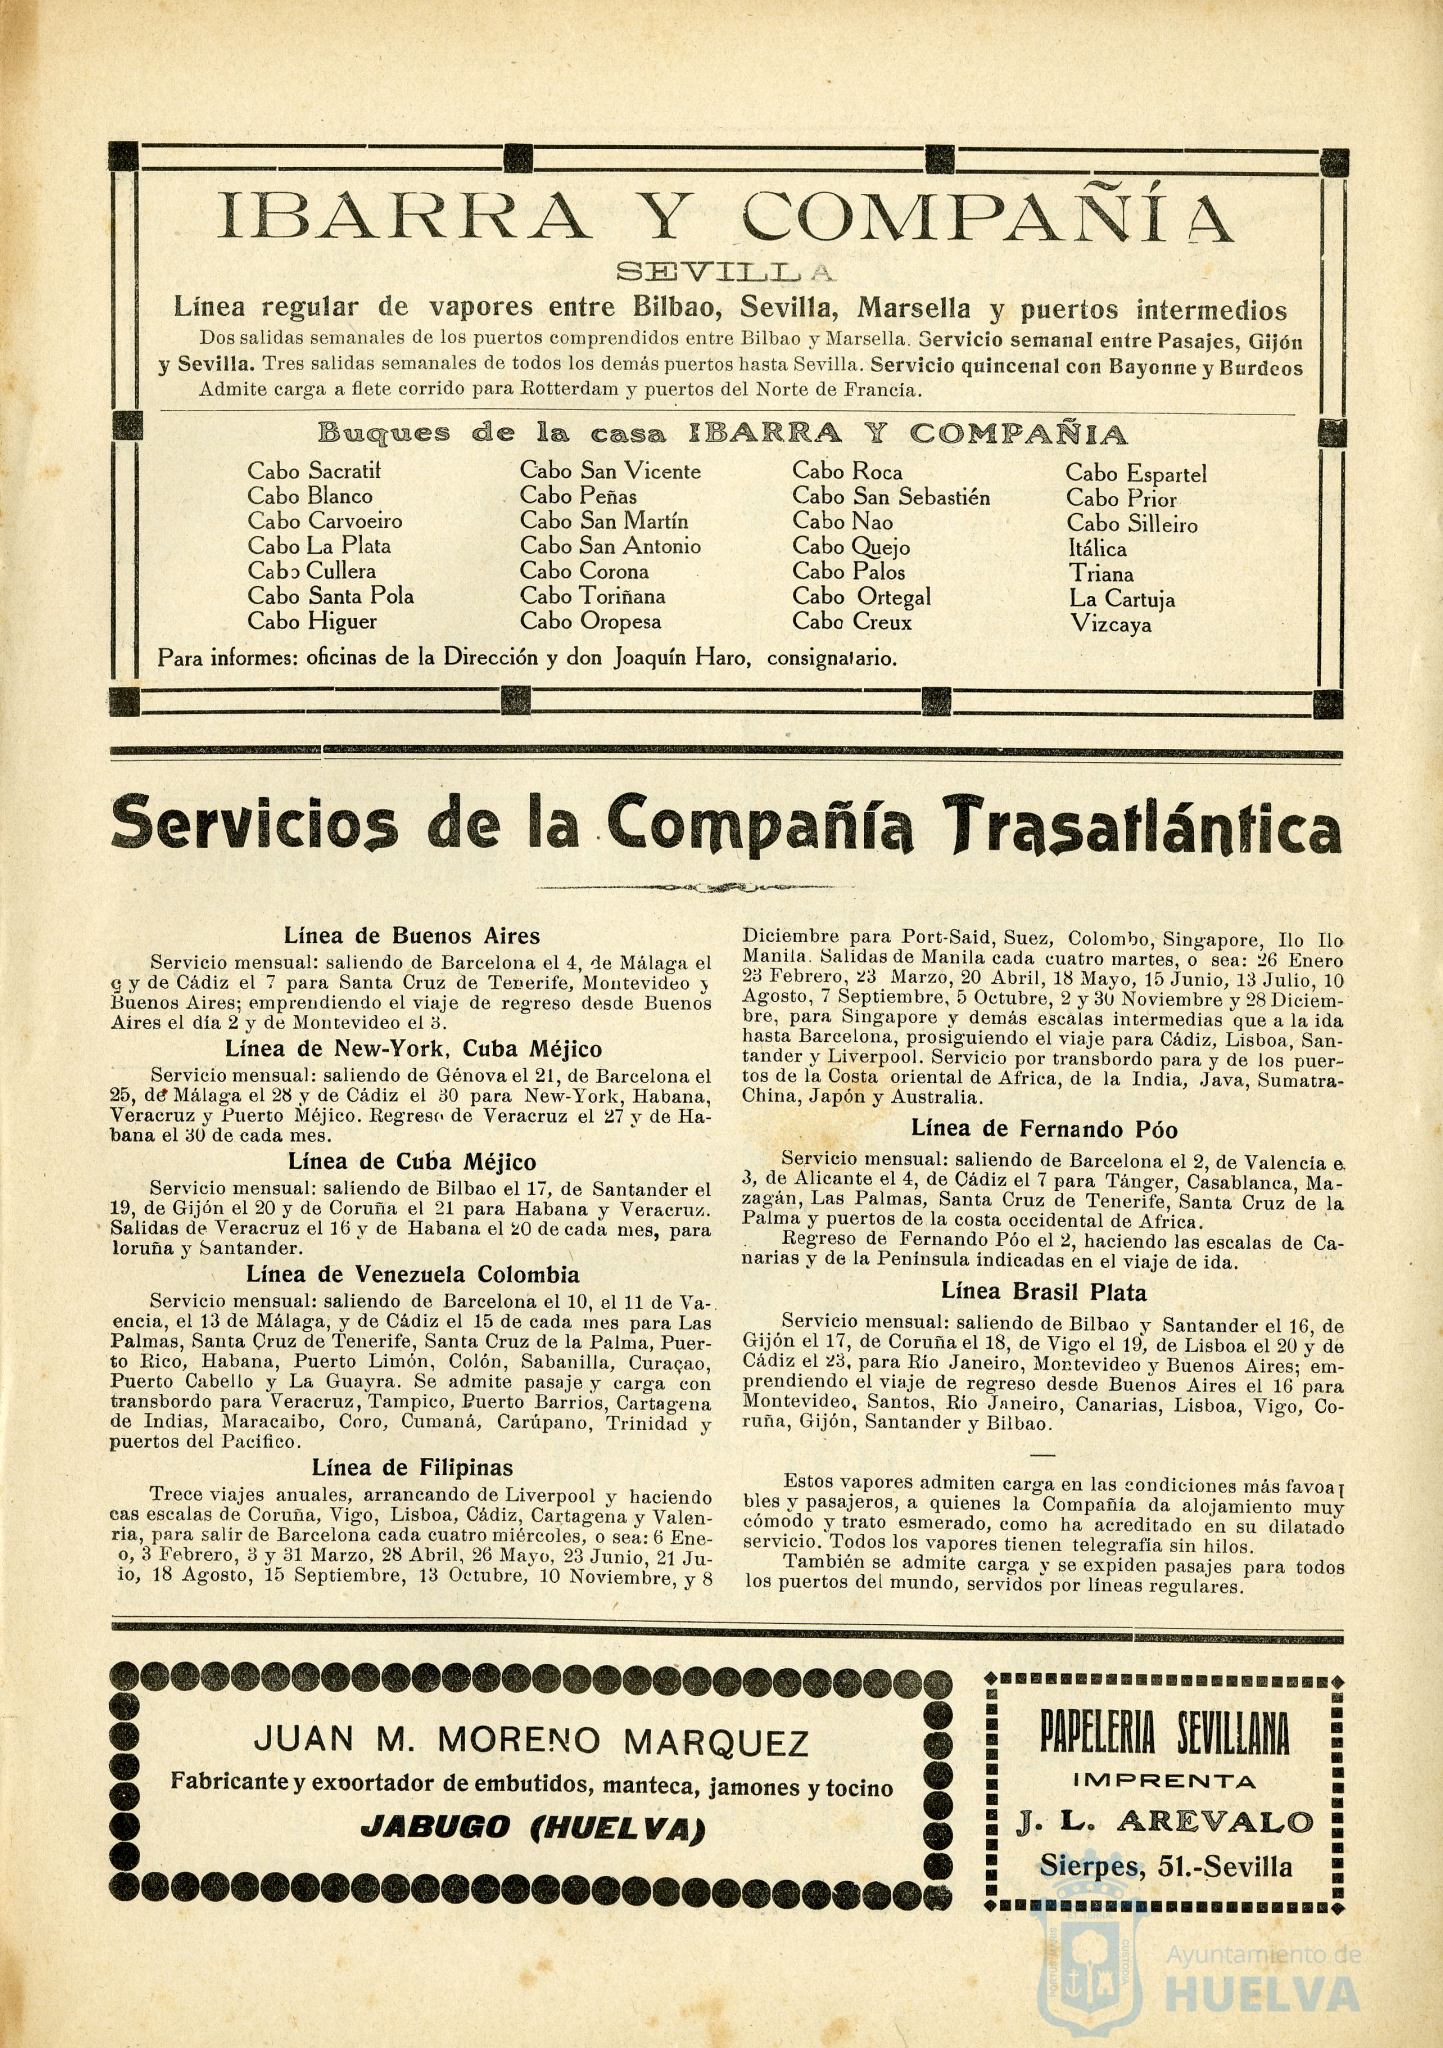 IBARRA Y COMPAÑÍA
SEVILLA
Línea regular de vapores entre Bilbao, Sevilla, Marsella y puertos intermedios
Dos salidas semanales de los puertos comprendidos entre Bilbao y Marsella. Servicio semanal entre Pasajes, Gijón
y Sevilla. Tres salidas semanales de todos los demás puertos hasta Sevilla. Servicio quincenal con Bayonne y Burdeos
Admite carga a flete corrido para Rotterdam y puertos del Norte de Francia.
Buques de la casa IBARRA Y COMPAÑIA
Cabo Sacratif
Cabo Blanco
Cabo Carvoeiro
Cabo La Plata
Cabo Cullera
Cabo Santa Pola
Cabo Higuer
Cabo San Vicente
Cabo Peñas
Cabo San Martín
Cabo San Antonio
Cabo Corona
Cabo Toriñana
Cabo Oropesa
Cabo Roca
Cabo San Sebastién
Cabo Nao
Cabo Quejo
Cabo Palos
Cabo Ortegal
Cabo Creux
Cabo Espartel
Cabo Prior
Cabo Silleiro
Itálica
Triana
La Cartuja
Vizcaya
Para informes: oficinas de la Dirección y don Joaquín Haro, consignatario.
Servicios de la Compañía Trasatlántica
Línea de Buenos Aires
Servicio mensual: saliendo de Barcelona el 4, de Málaga el
y de Cádiz el 7 para Santa Cruz de Tenerife, Montevideo y
Buenos Aires; emprendiendo el viaje de regreso desde Buenos
Aires el día 2 y de Montevideo el 3.
Línea de New-York, Cuba Méjico
Servicio mensual: saliendo de Génova el 21, de Barcelona el
25, de Málaga el 28 y de Cádiz el 30 para New-York, Habana,
Veracruz y Puerto Méjico. Regreso de Veracruz el 27 y de Ha-
bana el 30 de cada mes.
Línea de Cuba Méjico
Servicio mensual: saliendo de Bilbao el 17, de Santander el
19, de Gijón el 20 y de Coruña el 21 para Habana y Veracruz.
Salidas de Veracruz el 16 y de Habana el 20 de cada mes, para
loruña y Santander.
Línea de Venezuela Colombia
Servicio mensual: saliendo de Barcelona el 10, el 11 de Va-
encia, el 13 de Málaga, y de Cádiz el 15 de cada mes para Las
Palmas, Santa Cruz de Tenerife, Santa Cruz de la Palma, Puer-
to Rico, Habana, Puerto Limón, Colón, Sabanilla, Curaçao,
Puerto Cabello y La Guayra. Se admite pasaje y carga con
transbordo para Veracruz, Tampico, Puerto Barrios, Cartagena
de Indias, Maracaibo, Coro, Cumaná, Carúpano, Trinidad y
puertos del Pacífico.
Línea de Filipinas
Trece viajes anuales, arrancando de Liverpool y haciendo
cas escalas de Coruña, Vigo, Lisboa, Cádiz, Cartagena y Valen-
ria, para salir de Barcelona cada cuatro miércoles, o sea: 6 Ene-
o, 3 Febrero, 3 y 31 Marzo, 28 Abril, 26 Mayo, 23 Junio, 21 Ju-
io, 18 Agosto, 15 Septiembre, 13 Octubre, 10 Noviembre, y 8
Diciembre para Port-Said, Suez, Colombo, Singapore, Ilo Ilo
Manila. Salidas de Manila cada cuatro martes, o sea: 26 Enero
23 Febrero, 23 Marzo, 20 Abril, 18 Mayo, 15 Junio, 13 Julio, 10
Agosto, 7 Septiembre, 5 Octubre, 2 y 30 Noviembre y 28 Diciem-
bre, para Singapore y demás escalas intermedias que a la ida
hasta Barcelona, prosiguiendo el viaje para Cádiz, Lisboa, San-
tander y Liverpool. Servicio por transbordo para y de los puer-
tos de la Costa oriental de Africa, de la India, Java, Sumatra-
China, Japón y Australia.
Línea de Fernando Póo
Servicio mensual: saliendo de Barcelona el 2, de Valencia e
3, de Alicante el 4, de Cádiz el 7 para Tánger, Casablanca, Ma-
zagán, Las Palmas, Santa Cruz de Tenerife, Santa Cruz de la
Palma y puertos de la costa occidental de Africa.
Regreso de Fernando Póo el 2, haciendo las escalas de Ca-
narias y de la Península indicadas en el viaje de ida.
Línea Brasil Plata
Servicio mensual: saliendo de Bilbao y Santander el 16, de
Gijón el 17, de Coruña el 18, de Vigo el 19, de Lisboa el 20 y de
Cádiz el 23, para Río Janeiro, Montevideo y Buenos Aires; em-
prendiendo el viaje de regreso desde Buenos Aires el 16 para
Montevideo, Santos, Río Janeiro, Canarias, Lisboa, Vigo, Co-
ruña, Gijón, Santander y Bilbao.
Estos vapores admiten carga en las condiciones más favoa
bles y pasajeros, a quienes la Compañía da alojamiento muy
cómodo y trato esmerado, como ha acreditado en su dilatado
servicio. Todos los vapores tienen telegrafía sin hilos.
También se admite carga y se expiden pasajes para todos
los puertos del mundo, servidos por líneas regulares.
JUAN M. MORENO MARQUEZ
Fabricante y exportador de embutidos, manteca, jamones y tocino
JABUGO (HUELVA)
PAPELERIA SEVILLANA
IMPRENTA
J. L. AREVALO
Sierpes, 51.-Sevilla
Ayuntamiento de
HUELVA